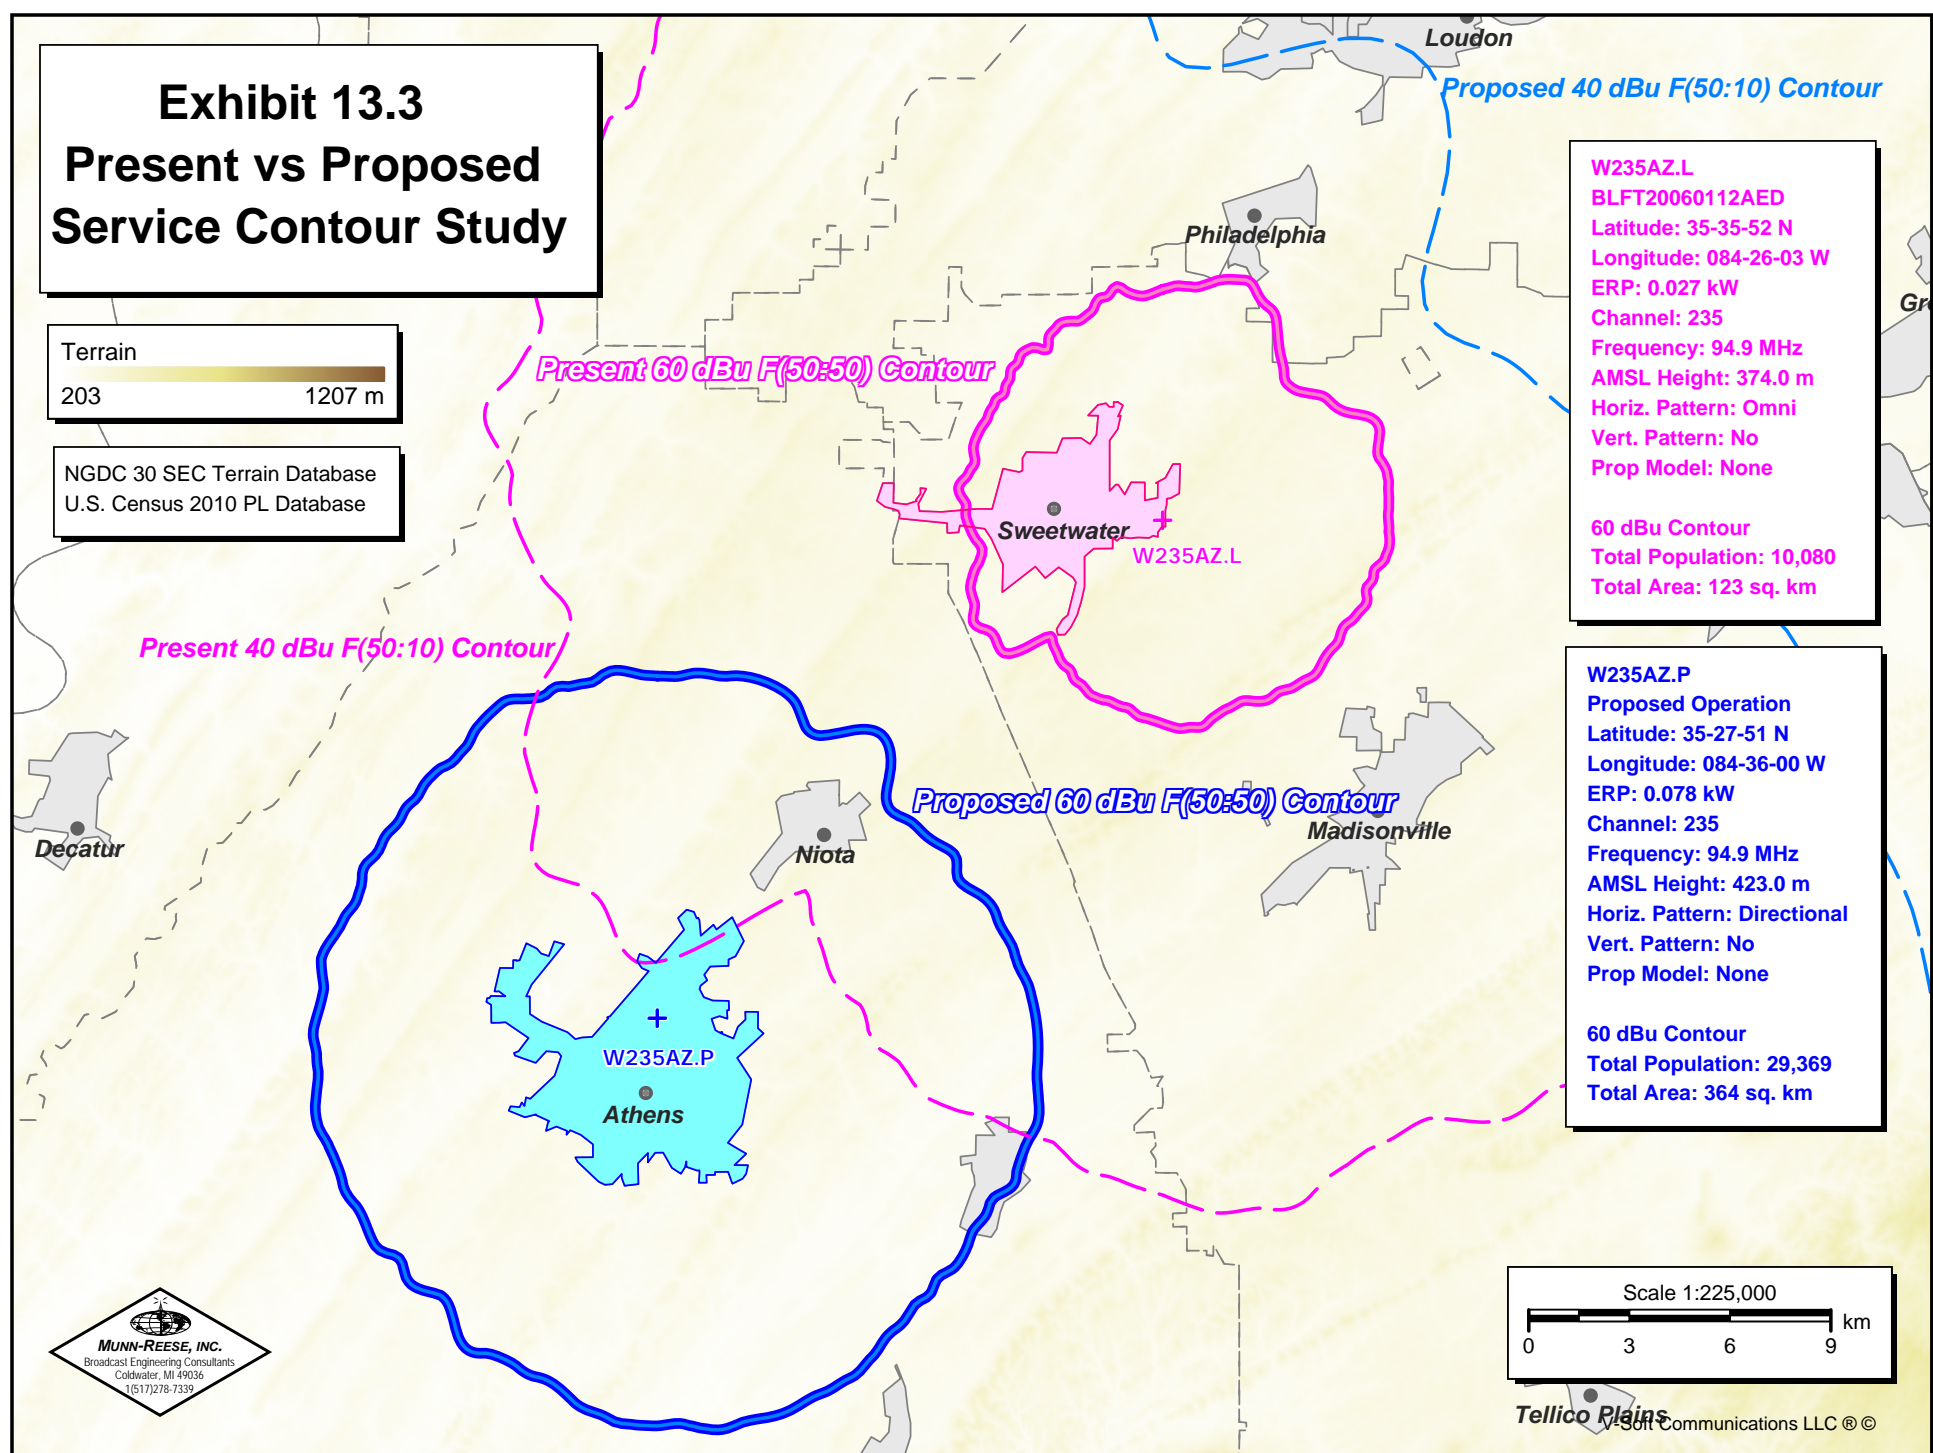 Exhibit 13.3
Present vs Proposed
Service Contour Study
Terrain
203 1207 m
NGDC 30 SEC Terrain Database
U.S. Census 2010 PL Database
Loudon
Proposed 40 dBu F(50:10) Contour
Philadelphia
Present 60 dBu F(50:50) Contour
Sweetwater
W235AZ.L
Present 40 dBu F(50:10) Contour
Decatur
Niota
Proposed 60 dBu F(50:50) Contour
Madisonville
W235AZ.P
Athens
W235AZ.L
BLFT20060112AED
Latitude: 35-35-52 N
Longitude: 084-26-03 W
ERP: 0.027 kW
Channel: 235
Frequency: 94.9 MHz
AMSL Height: 374.0 m
Horiz. Pattern: Omni
Vert. Pattern: No
Prop Model: None
60 dBu Contour
Total Population: 10,080
Total Area: 123 sq. km
Gre
W235AZ.P
Proposed Operation
Latitude: 35-27-51 N
Longitude: 084-36-00 W
ERP: 0.078 kW
Channel: 235
Frequency: 94.9 MHz
AMSL Height: 423.0 m
Horiz. Pattern: Directional
Vert. Pattern: No
Prop Model: None
60 dBu Contour
Total Population: 29,369
Total Area: 364 sq. km
MUNN-REESE, INC.
Broadcast Engineering Consultants
Coldwater, MI 49036
1(517)278-7339
Scale 1:225,000
km
0 3 6 9
Tellico Plains
V-Soft Communications LLC ® ©